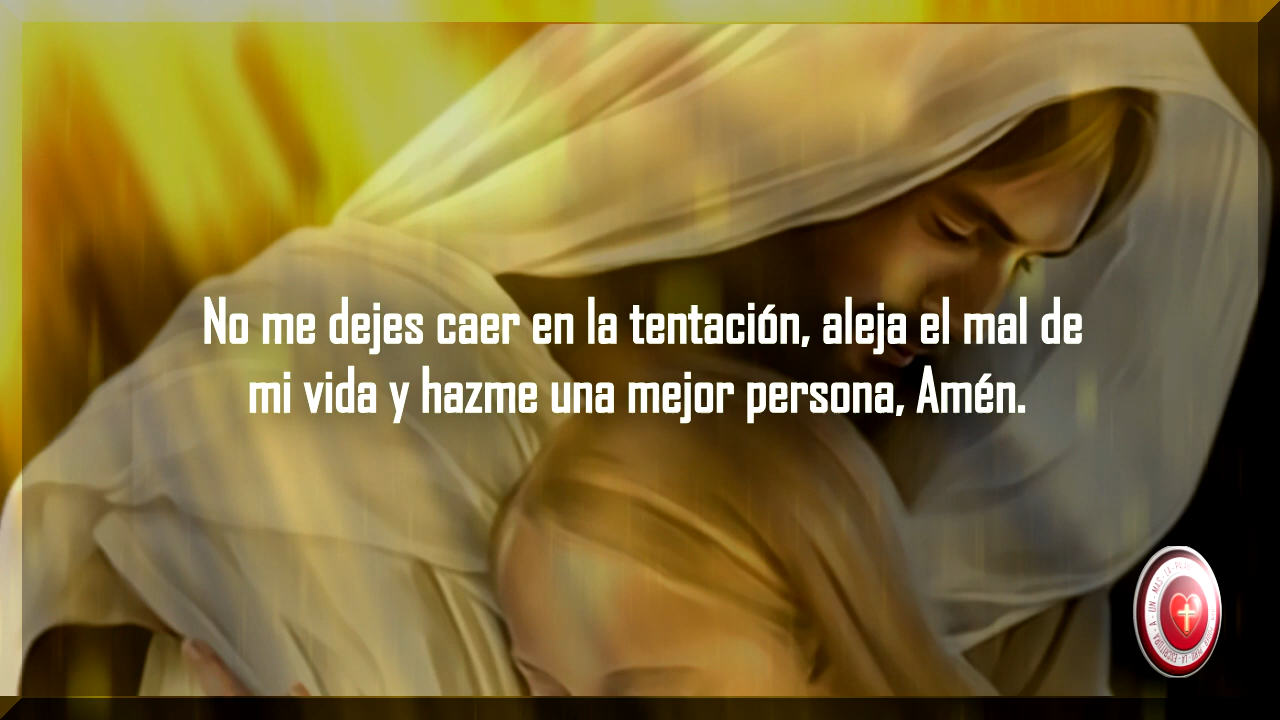 No me dejes caer en la tentación, aleja el mal de
mi vida y hazme una mejor persona, Amén.